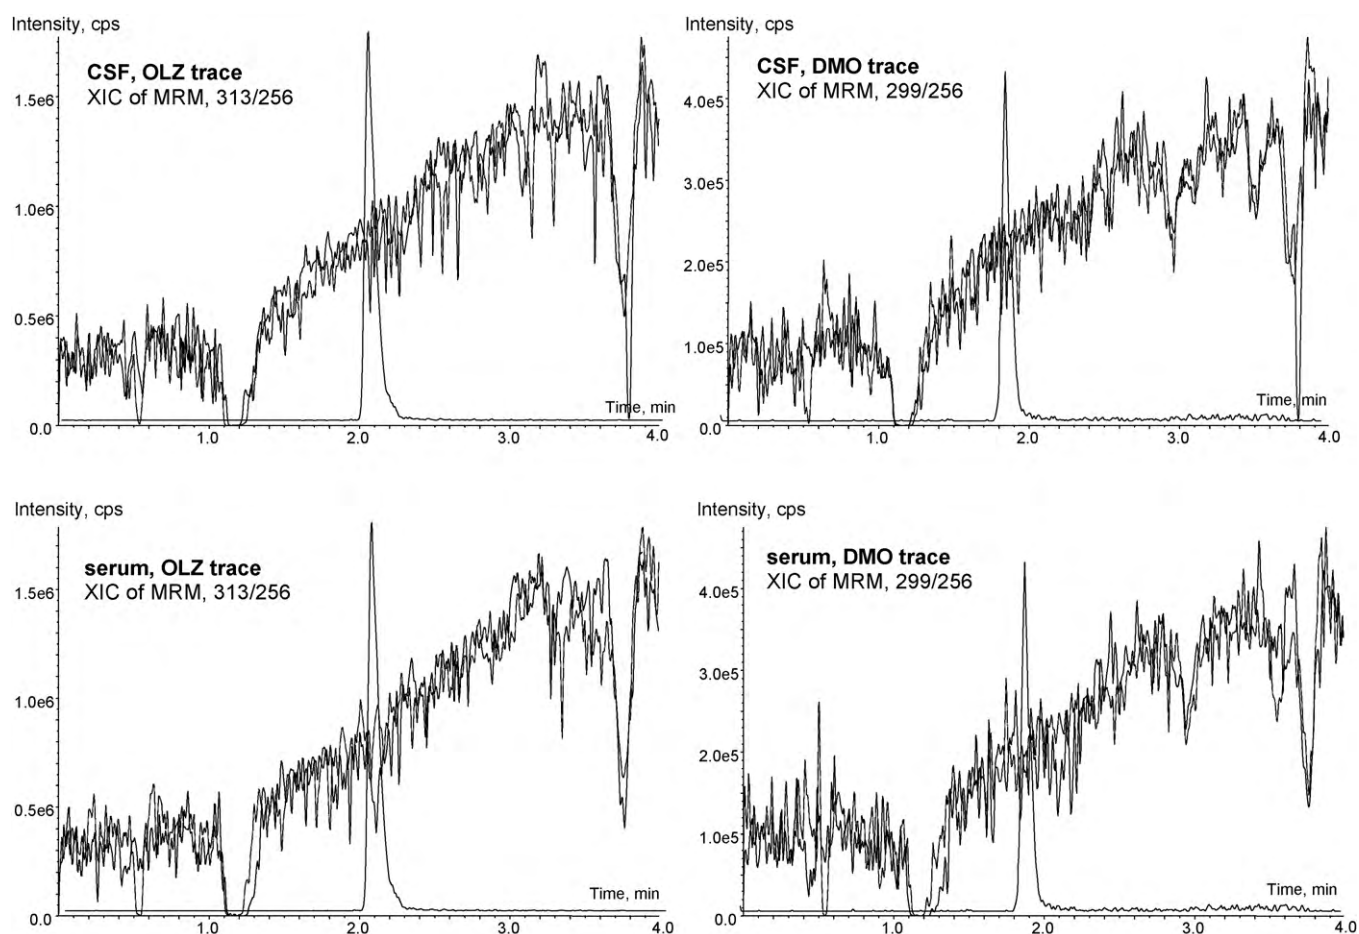 Intensity, cps
CSF, OLZ trace
XIC of MRM, 313/256
1.5e6
1.0e6
0.5e6
0.0
1.0
2.0
3.0
4.0
Time, min
Intensity, cps
CSF, DMO trace
XIC of MRM, 299/256
4.0e5
3.0e5
2.0e5
1.0e5
0.0
1.0
2.0
3.0
4.0
Time, min
Intensity, cps
serum, OLZ trace
XIC of MRM, 313/256
1.5e6
1.0e6
0.5e6
0.0
1.0
2.0
3.0
4.0
Time, min
Intensity, cps
serum, DMO trace
XIC of MRM, 299/256
4.0e5
3.0e5
2.0e5
1.0e5
0.0
1.0
2.0
3.0
4.0
Time, min